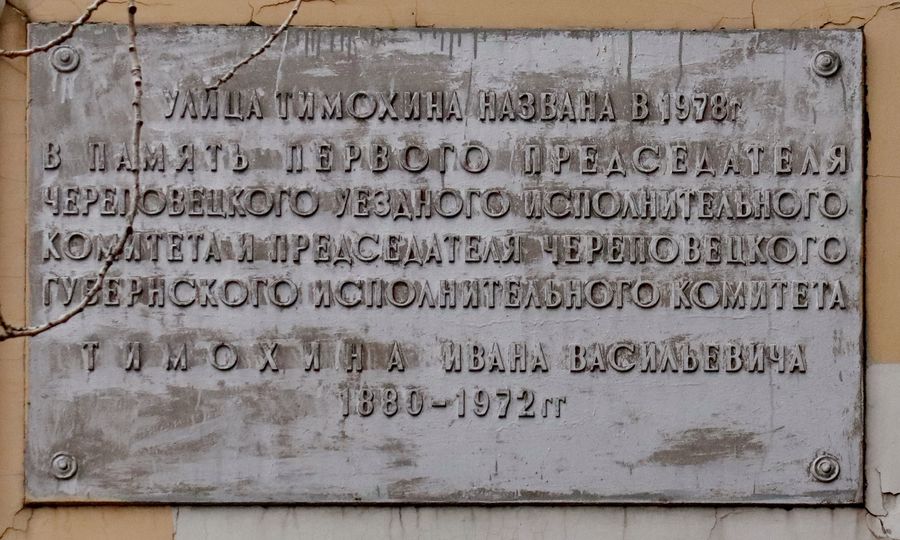 УЛИЦА ТИМОХИНА НАЗВАНА В 1978г
В ПАМЯТЬ ПЕРВОГО ПРЕДСЕДАТЕЛЯ
ЧЕРЕПОВЕЦКОГО УЕЗДНОГО ИСПОЛНИТЕЛЬНОГО
КОМИТЕТА И ПРЕДСЕДАТЕЛЯ ЧЕРЕПОВЕЦКОГО
ГУБЕРНСКОГО ИСПОЛНИТЕЛЬНОГО КОМИТЕТА
ТИМОХИНА ИВАНА ВАСИЛЬЕВИЧА
1880-1972гг